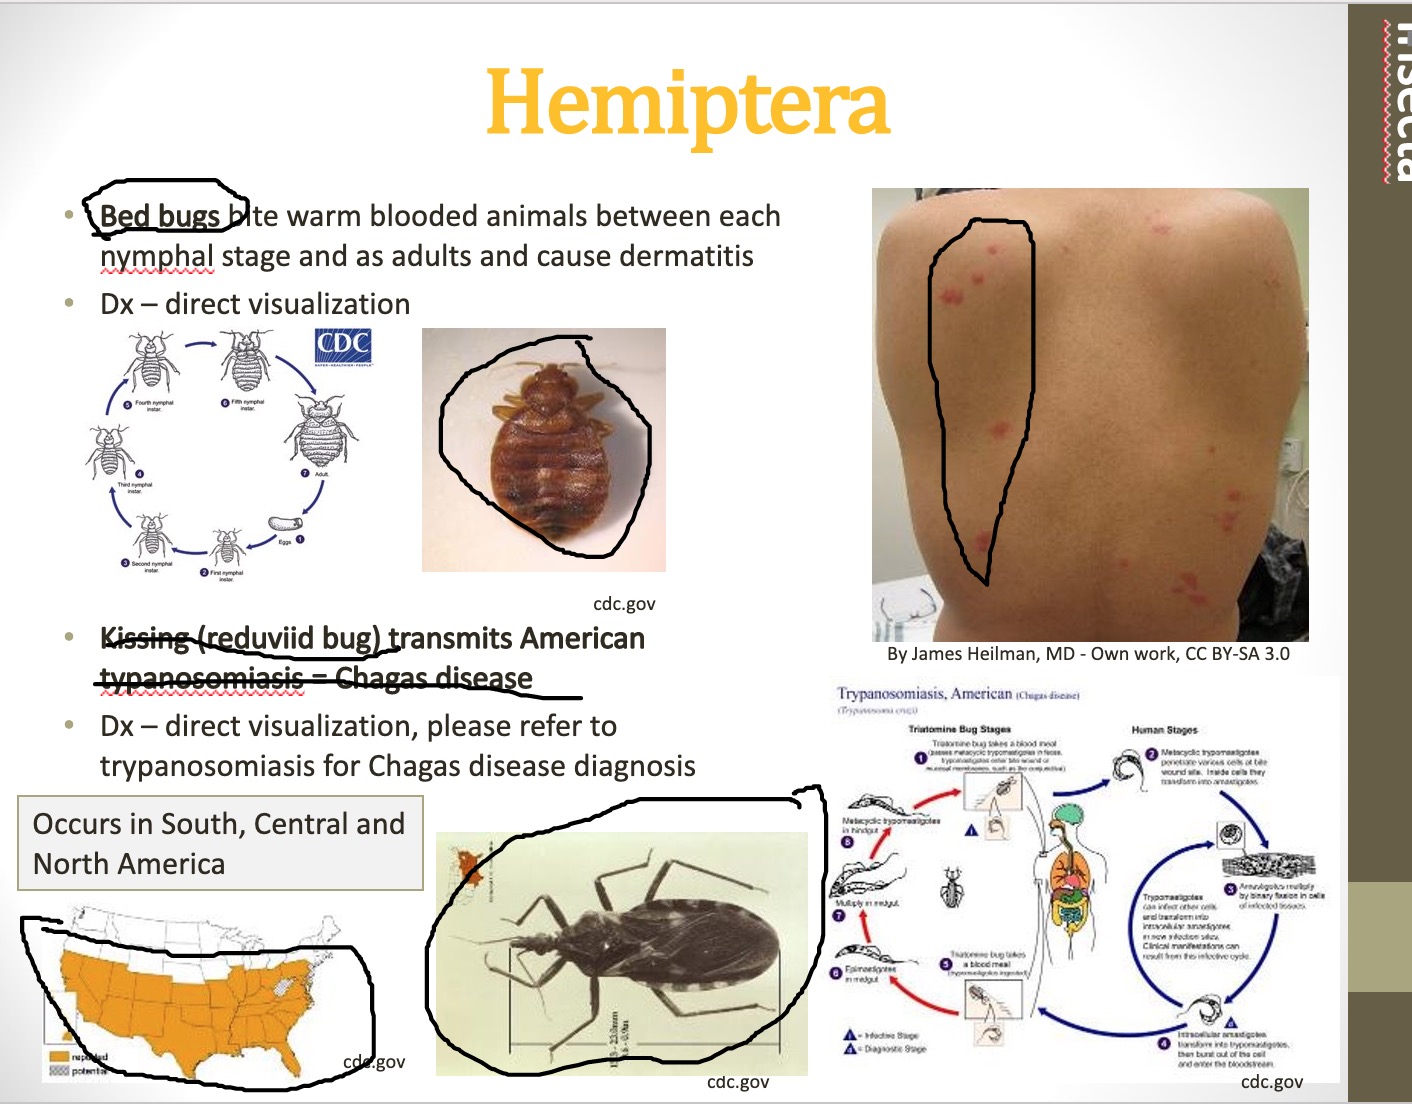 Insecta
Hemiptera
Bed bugs bite warm blooded animals between each
nymphal stage and as adults and cause dermatitis
Dx – direct visualization
CDC
SAFER•HEALTHIER•PEOPLE™
5 Fourth nymphal
instar.
6 Fifth nymphal
instar.
4
Third nymphal
instar.
7 Adult.
Eggs 1
3 Second nymphal
instar.
2 First nymphal
instar.
cdc.gov
By James Heilman, MD - Own work, CC BY-SA 3.0
Kissing (reduviid bug) transmits American
typanosomiasis = Chagas disease
Dx – direct visualization, please refer to
trypanosomiasis for Chagas disease diagnosis
Occurs in South, Central and
North America
reported
potential
cdc.gov
cdc.gov
Trypanosomiasis, American (Chagas disease)
(Trypanosoma cruzi)
Triatomine Bug Stages
Human Stages
1
Triatomine bug takes a blood meal
(passes metacyclic trypomastigotes in feces,
trypomastigotes enter bite wound or
mucosal membranes, such as the conjunctiva)
2 Metacyclic trypomastigotes
penetrate various cells at bite
wound site. Inside cells they
transform into amastigotes.
3 Amastigotes multiply
by binary fission in cells
of infected tissues.
Trypomastigotes
can infect other cells
and transform into
intracellular amastigotes
in new infection sites.
Clinical manifestations can
result from this infective cycle.
4
Intracellular amastigotes
transform into trypomastigotes,
then burst out of the cell
and enter the bloodstream.
5 Triatomine bug takes
a blood meal
(trypomastigotes ingested)
6 Epimastigotes
in midgut
Multiply in midgut
7
Metacyclic trypomastigotes
in hindgut
8
i = Infective Stage
d = Diagnostic Stage
cdc.gov